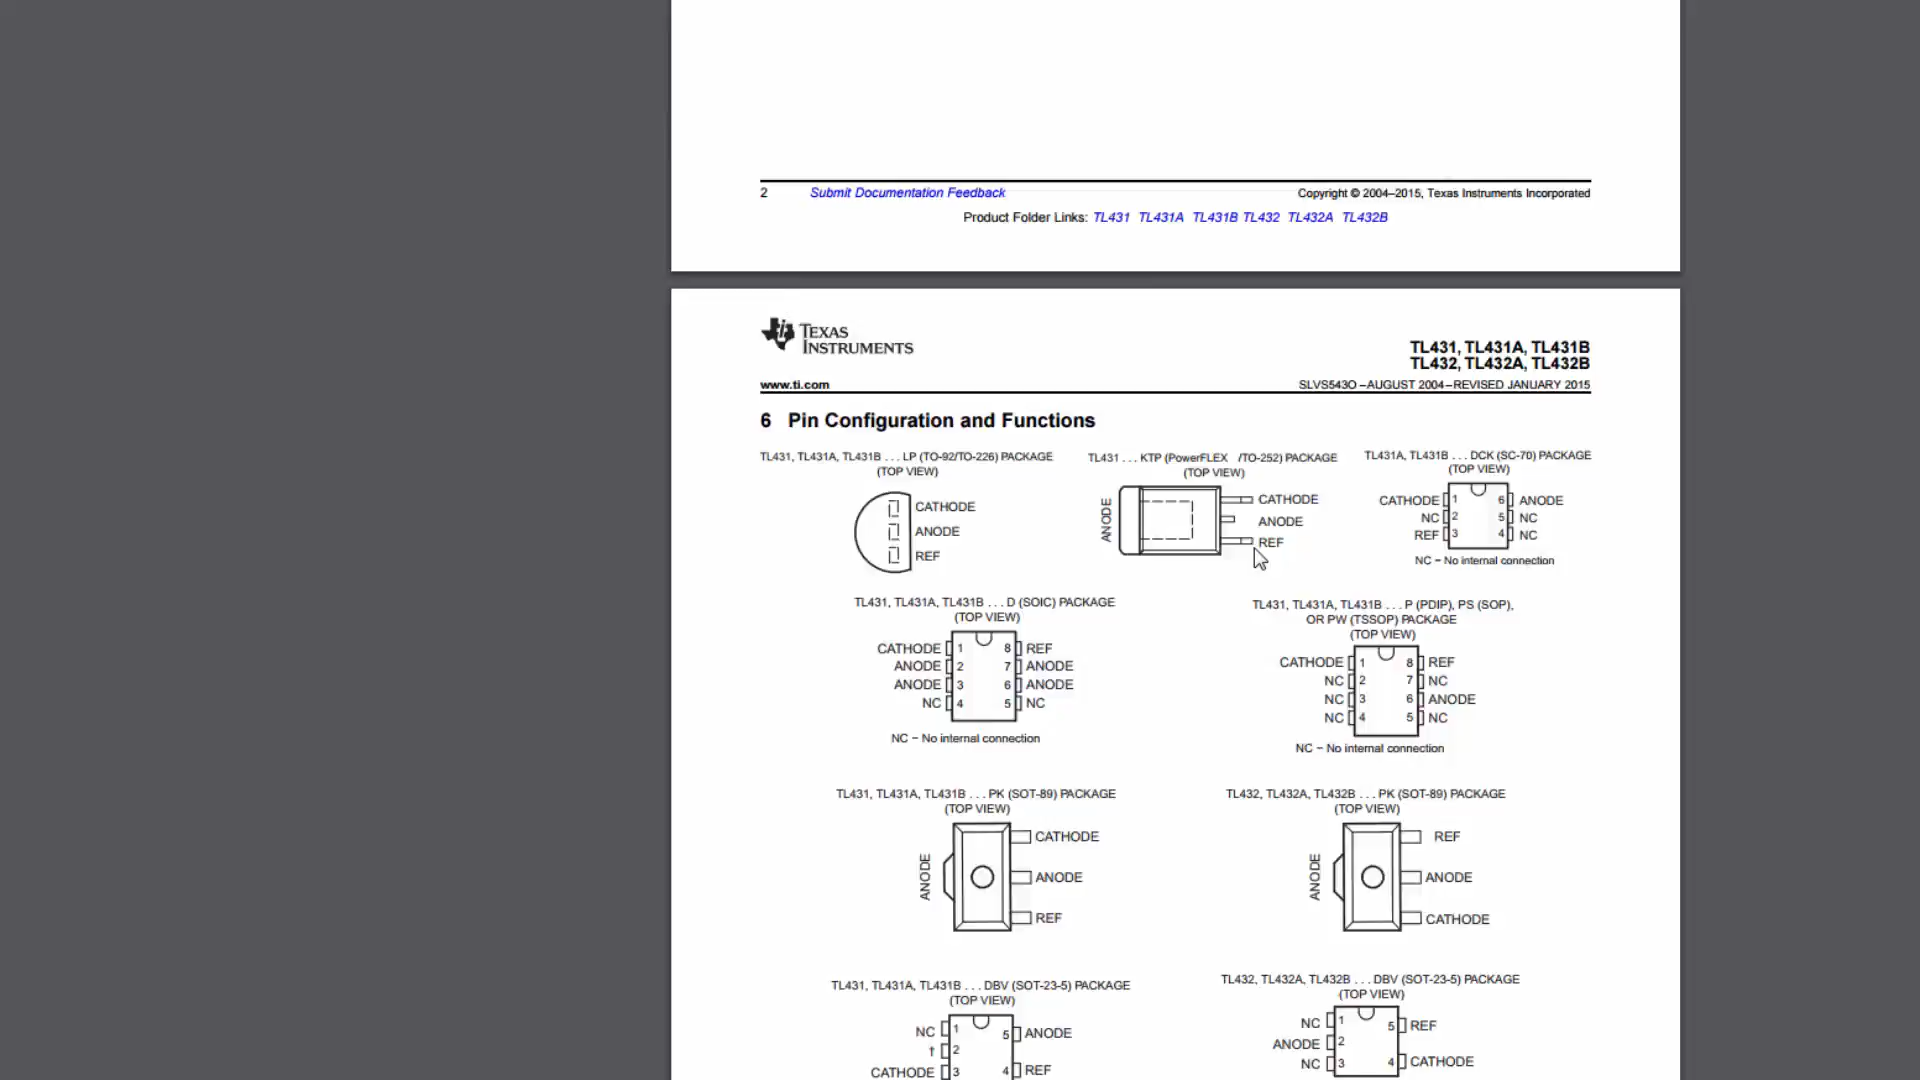 2 Submit Documentation Feedback Copyright © 2004–2015, Texas Instruments Incorporated
Product Folder Links: TL431 TL431A TL431B TL432 TL432A TL432B
TEXAS
INSTRUMENTS
TL431, TL431A, TL431B
TL432, TL432A, TL432B
www.ti.com SLVS543O –AUGUST 2004–REVISED JANUARY 2015
6 Pin Configuration and Functions
TL431, TL431A, TL431B . . . LP (TO-92/TO-226) PACKAGE
(TOP VIEW)
CATHODE
ANODE
REF
TL431 . . . KTP (PowerFLEX /TO-252) PACKAGE
(TOP VIEW)
ANODE
CATHODE
ANODE
REF
TL431A, TL431B . . . DCK (SC-70) PACKAGE
(TOP VIEW)
CATHODE 1 6 ANODE
NC 2 5 NC
REF 3 4 NC
NC − No internal connection
TL431, TL431A, TL431B . . . D (SOIC) PACKAGE
(TOP VIEW)
CATHODE 1 8 REF
ANODE 2 7 ANODE
ANODE 3 6 ANODE
NC 4 5 NC
NC − No internal connection
TL431, TL431A, TL431B . . . P (PDIP), PS (SOP),
OR PW (TSSOP) PACKAGE
(TOP VIEW)
CATHODE 1 8 REF
NC 2 7 NC
NC 3 6 ANODE
NC 4 5 NC
NC − No internal connection
TL431, TL431A, TL431B . . . PK (SOT-89) PACKAGE
(TOP VIEW)
ANODE
CATHODE
ANODE
REF
TL432, TL432A, TL432B . . . PK (SOT-89) PACKAGE
(TOP VIEW)
ANODE
REF
ANODE
CATHODE
TL431, TL431A, TL431B . . . DBV (SOT-23-5) PACKAGE
(TOP VIEW)
NC 1 5 ANODE
† 2
CATHODE 3 4 REF
TL432, TL432A, TL432B . . . DBV (SOT-23-5) PACKAGE
(TOP VIEW)
NC 1 5 REF
ANODE 2
NC 3 4 CATHODE